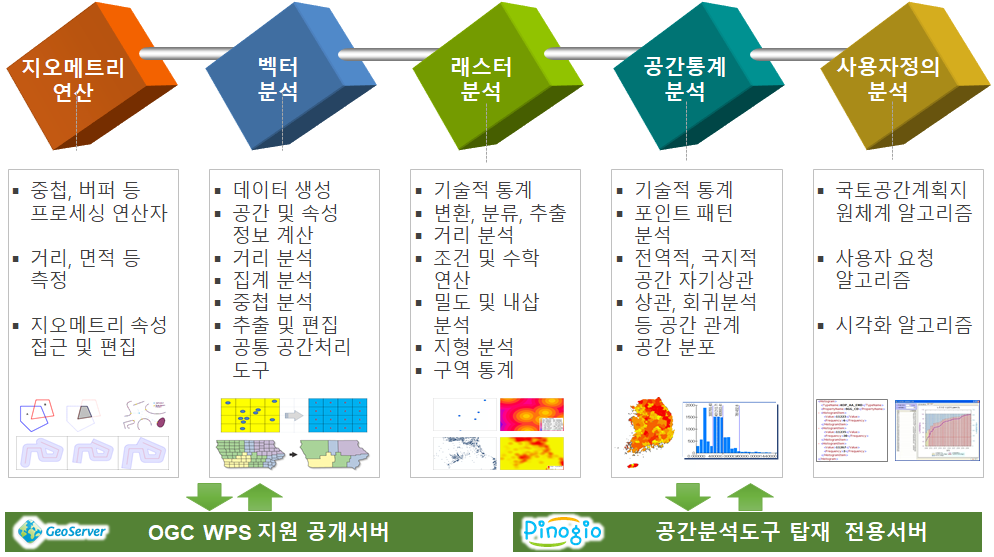 지오메트리
연산
벡터
분석
래스터
분석
공간통계
분석
사용자정의
분석
▪ 중첩, 버퍼 등
프로세싱 연산자
▪ 거리, 면적 등
측정
▪ 지오메트리 속성
접근 및 편집
▪ 데이터 생성
▪ 공간 및 속성
정보 계산
▪ 거리 분석
▪ 집계 분석
▪ 중첩 분석
▪ 추출 및 편집
▪ 공통 공간처리
도구
▪ 기술적 통계
▪ 변환, 분류, 추출
▪ 거리 분석
▪ 조건 및 수학
연산
▪ 밀도 및 내삽
분석
▪ 지형 분석
▪ 구역 통계
▪ 기술적 통계
▪ 포인트 패턴
분석
▪ 전역적, 국지적
공간 자기상관
▪ 상관, 회귀분석
등 공간 관계
▪ 공간 분포
▪ 국토공간계획지
원체계 알고리즘
▪ 사용자 요청
알고리즘
▪ 시각화 알고리즘
GeoServer
OGC WPS 지원 공개서버
Pinogio
공간분석도구 탑재 전용서버